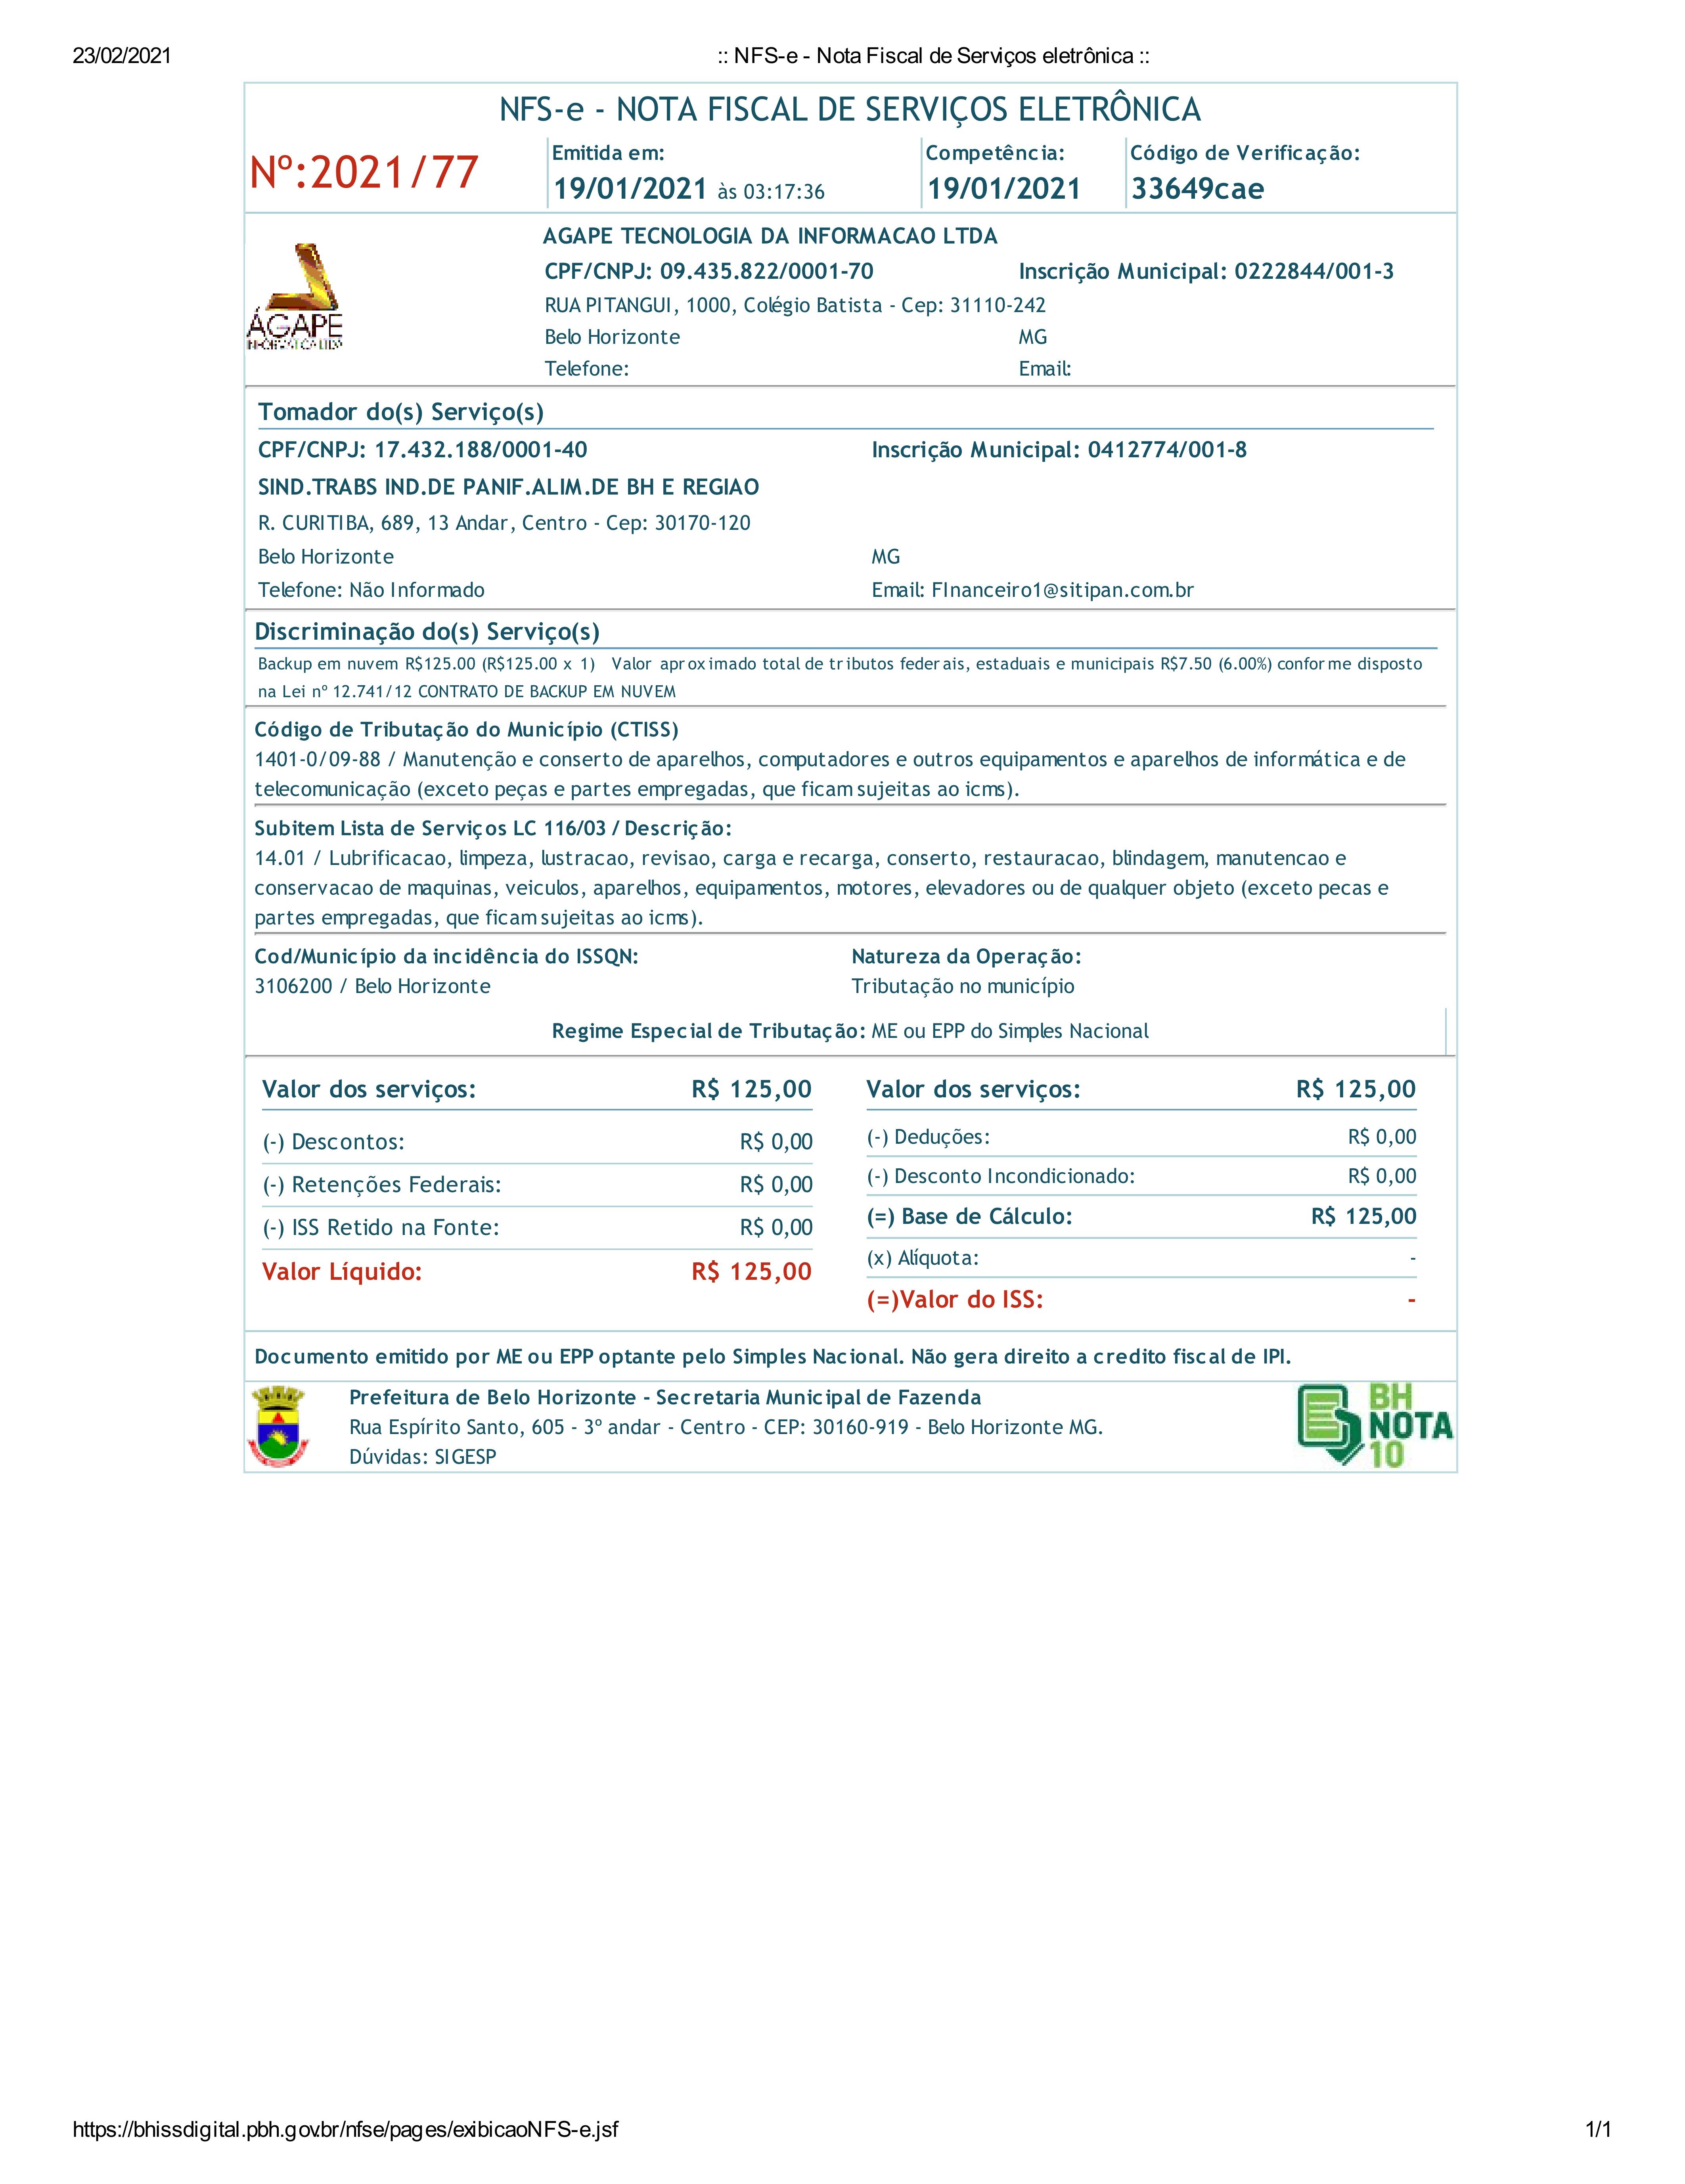 23/02/2021 :: NFS-e - Nota Fiscal de Serviços eletrônica ::
NFS-e - NOTA FISCAL DE SERVIÇOS ELETRÔNICA
Nº:2021/77
Emitida em: Competência: Código de Verificação:
19/01/2021 às 03:17:36 19/01/2021 33649cae
ÁGAPE
AGAPE TECNOLOGIA DA INFORMACAO LTDA
CPF/CNPJ: 09.435.822/0001-70 Inscrição Municipal: 0222844/001-3
RUA PITANGUI, 1000, Colégio Batista - Cep: 31110-242
Belo Horizonte MG
Telefone: Email:
Tomador do(s) Serviço(s)
CPF/CNPJ: 17.432.188/0001-40 Inscrição Municipal: 0412774/001-8
SIND.TRABS IND.DE PANIF.ALIM.DE BH E REGIAO
R. CURITIBA, 689, 13 Andar, Centro - Cep: 30170-120
Belo Horizonte MG
Telefone: Não Informado Email: FInanceiro1@sitipan.com.br
Discriminação do(s) Serviço(s)
Backup em nuvem R$125.00 (R$125.00 x 1) Valor aproximado total de tributos federais, estaduais e municipais R$7.50 (6.00%) conforme disposto
na Lei nº 12.741/12 CONTRATO DE BACKUP EM NUVEM
Código de Tributação do Município (CTISS)
1401-0/09-88 / Manutenção e conserto de aparelhos, computadores e outros equipamentos e aparelhos de informática e de
telecomunicação (exceto peças e partes empregadas, que ficam sujeitas ao icms).
Subitem Lista de Serviços LC 116/03 / Descrição:
14.01 / Lubrificacao, limpeza, lustracao, revisao, carga e recarga, conserto, restauracao, blindagem, manutencao e
conservacao de maquinas, veiculos, aparelhos, equipamentos, motores, elevadores ou de qualquer objeto (exceto pecas e
partes empregadas, que ficam sujeitas ao icms).
Cod/Município da incidência do ISSQN: Natureza da Operação:
3106200 / Belo Horizonte Tributação no município
Regime Especial de Tributação: ME ou EPP do Simples Nacional
Valor dos serviços: R$ 125,00
(-) Descontos: R$ 0,00
(-) Retenções Federais: R$ 0,00
(-) ISS Retido na Fonte: R$ 0,00
Valor Líquido: R$ 125,00
Valor dos serviços: R$ 125,00
(-) Deduções: R$ 0,00
(-) Desconto Incondicionado: R$ 0,00
(=) Base de Cálculo: R$ 125,00
(x) Alíquota: -
(=)Valor do ISS: -
Documento emitido por ME ou EPP optante pelo Simples Nacional. Não gera direito a credito fiscal de IPI.
Prefeitura de Belo Horizonte - Secretaria Municipal de Fazenda
Rua Espírito Santo, 605 - 3º andar - Centro - CEP: 30160-919 - Belo Horizonte MG.
Dúvidas: SIGESP
BH
NOTA
10
https://bhissdigital.pbh.gov.br/nfse/pages/exibicaoNFS-e.jsf 1/1